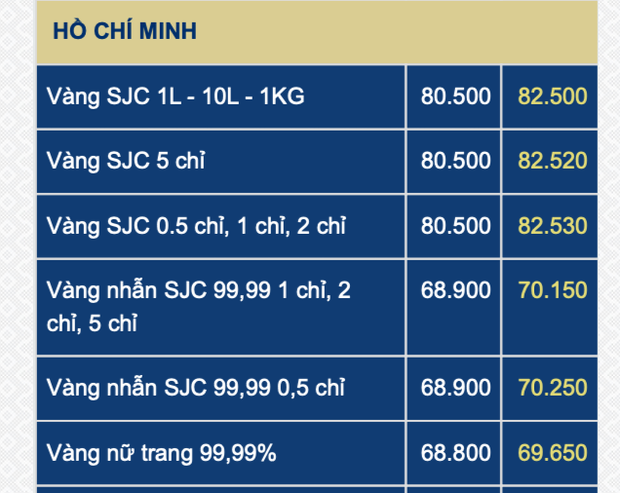 HỒ CHÍ MINH
Vàng SJC 1L - 10L - 1KG 80.500 82.500
Vàng SJC 5 chỉ 80.500 82.520
Vàng SJC 0.5 chỉ, 1 chỉ, 2 chỉ 80.500 82.530
Vàng nhẫn SJC 99,99 1 chỉ, 2 68.900 70.150
chỉ, 5 chỉ
Vàng nhẫn SJC 99,99 0,5 chỉ 68.900 70.250
Vàng nữ trang 99,99% 68.800 69.650